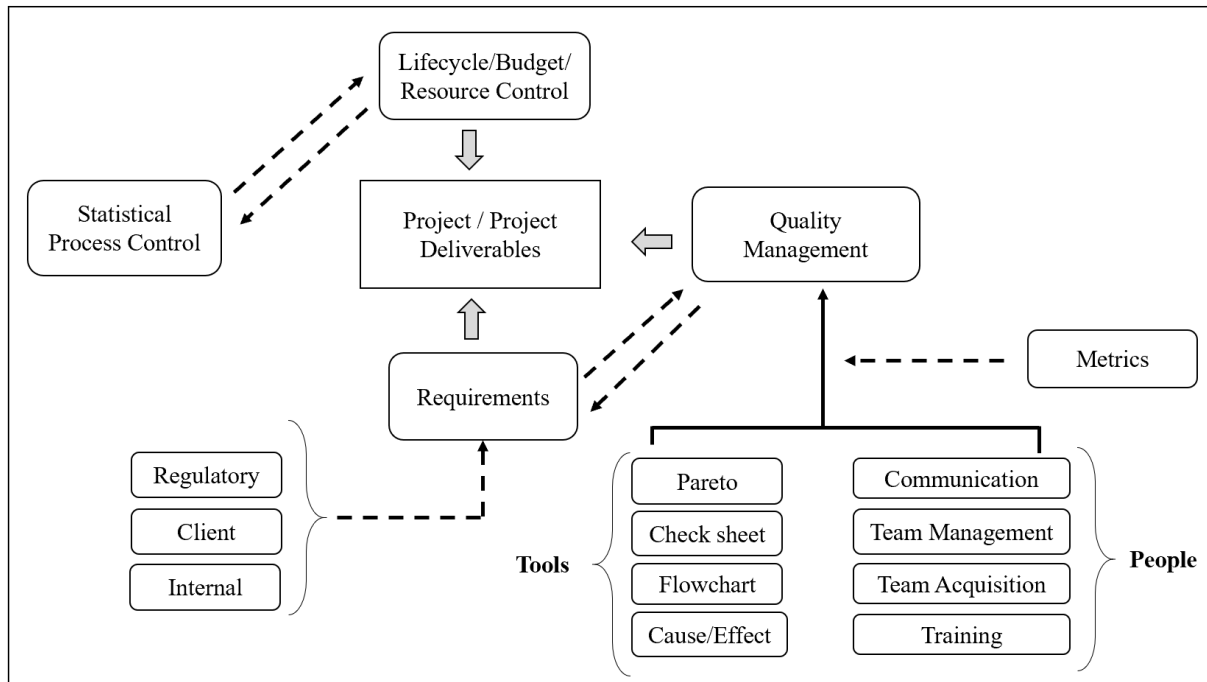 Lifecycle/Budget/
Resource Control
Statistical
Process Control
Project / Project
Deliverables
Quality
Management
Requirements
Metrics
Regulatory
Client
Internal
Tools
Pareto
Check sheet
Flowchart
Cause/Effect
Communication
Team Management
Team Acquisition
Training
People